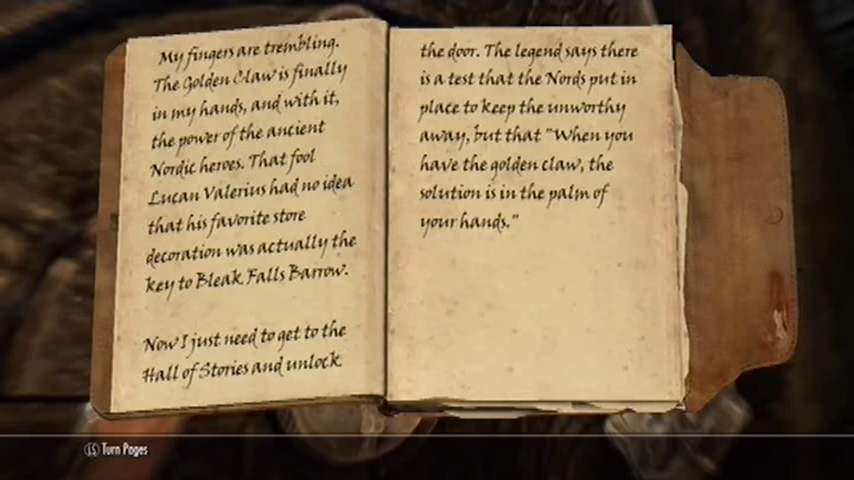 My fingers are trembling.
The Golden Claw is finally
in my hands, and with it,
the power of the ancient
Nordic heroes. That fool
Lucan Valerius had no idea
that his favorite store
decoration was actually the
key to Bleak Falls Barrow.
Now I just need to get to the
Hall of Stories and unlock
the door. The legend says there
is a test that the Nords put in
place to keep the unworthy
away, but that "When you
have the golden claw, the
solution is in the palm of
your hands."
LS Turn Pages